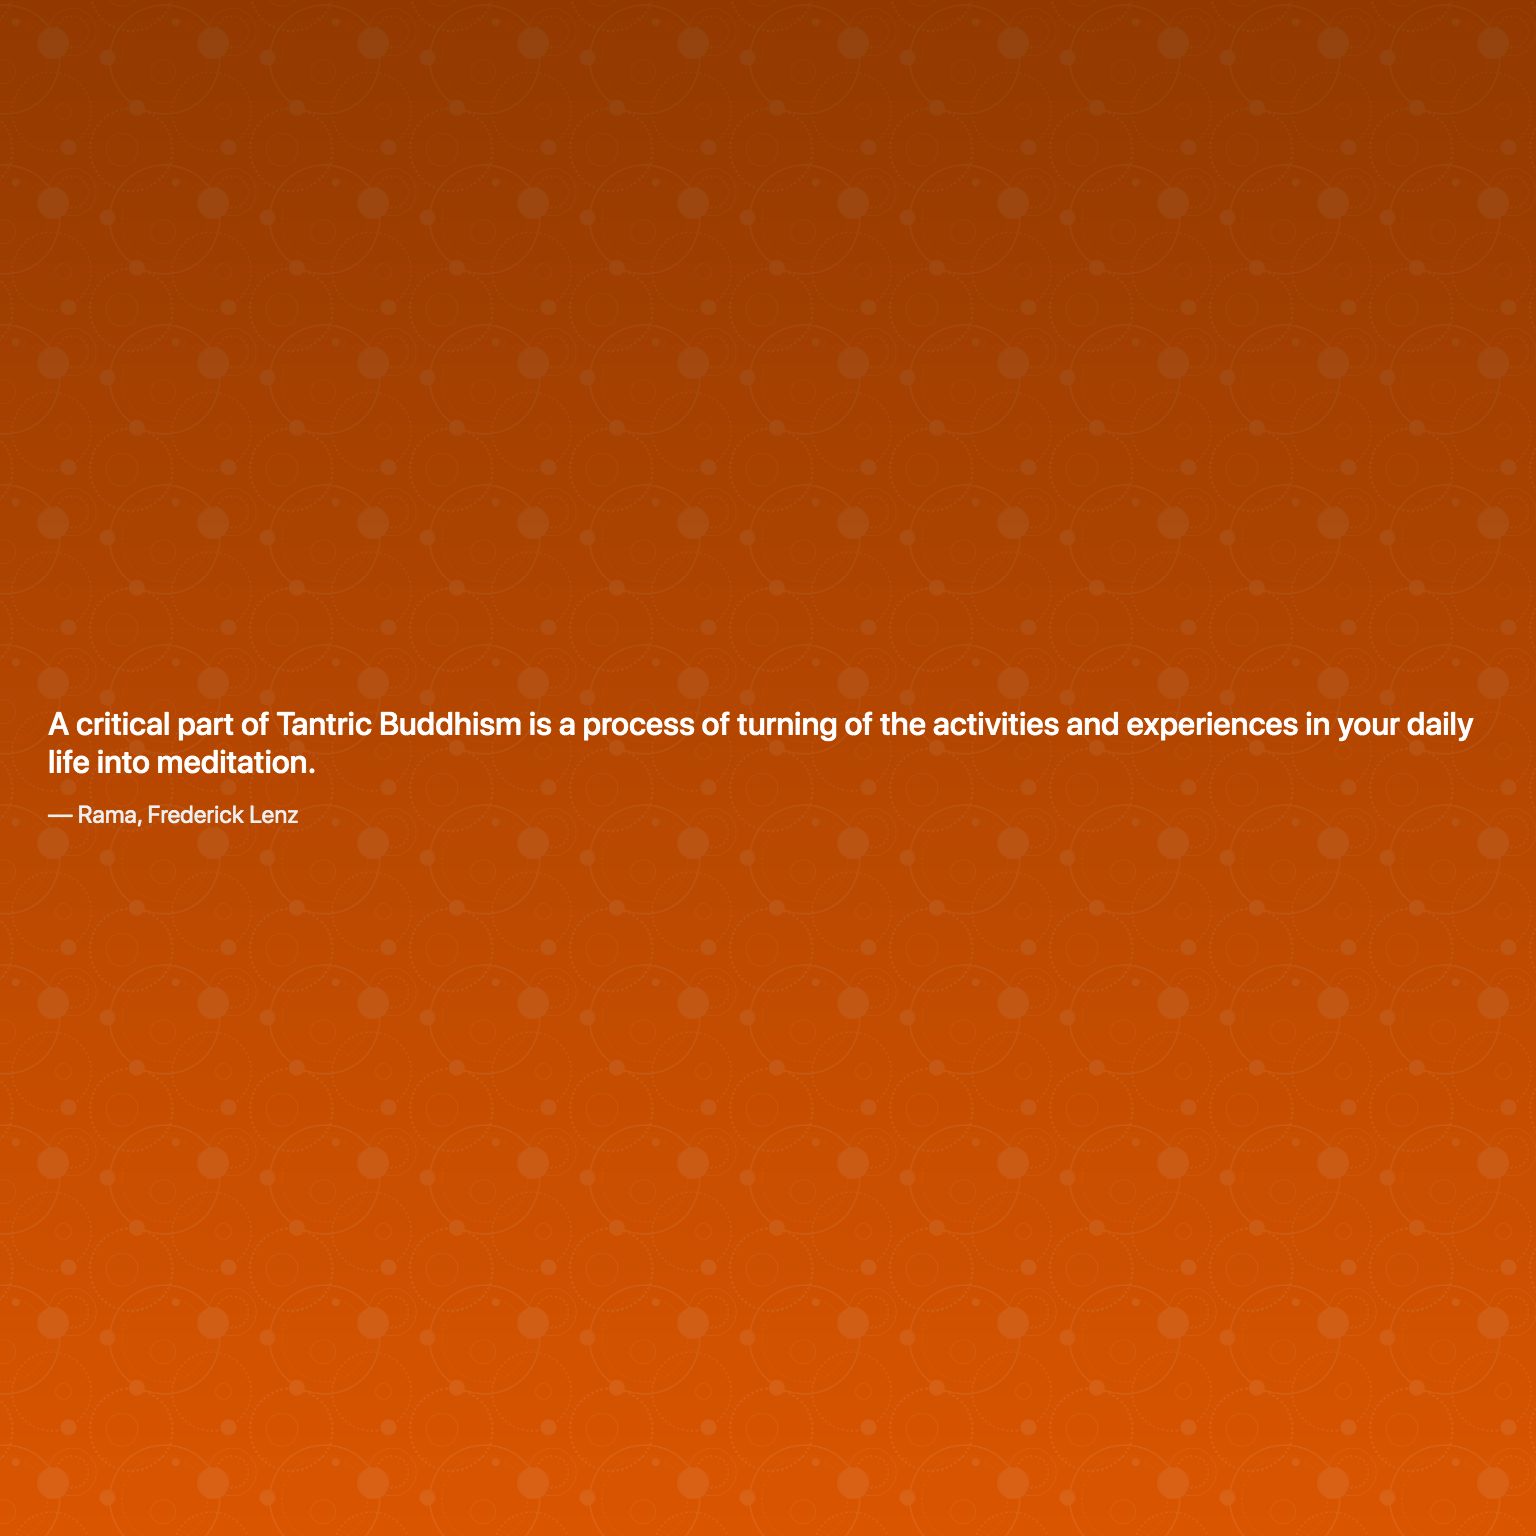 A critical part of Tantric Buddhism is a process of turning of the activities and experiences in your daily
life into meditation.
— Rama, Frederick Lenz